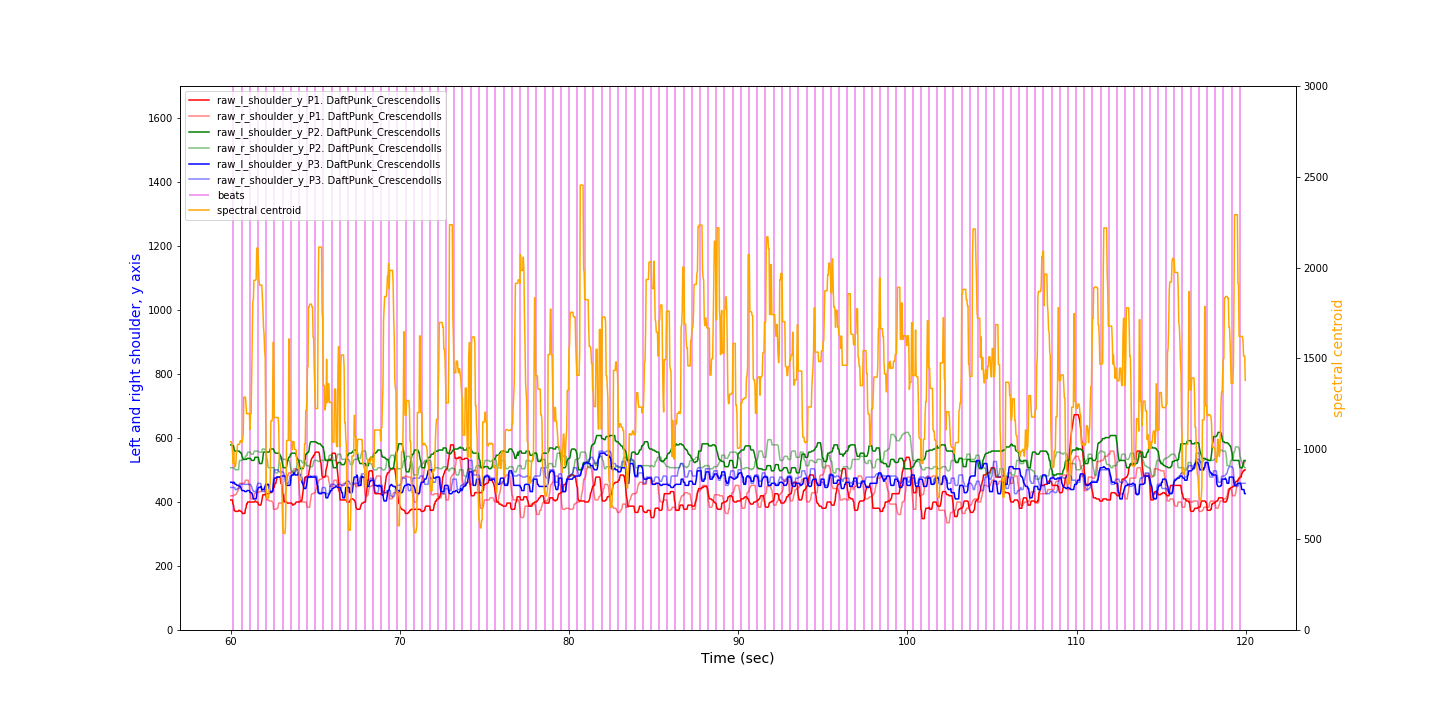 raw_l_shoulder_y_P1. DaftPunk_Crescendolls
raw_r_shoulder_y_P1. DaftPunk_Crescendolls
raw_l_shoulder_y_P2. DaftPunk_Crescendolls
raw_r_shoulder_y_P2. DaftPunk_Crescendolls
raw_l_shoulder_y_P3. DaftPunk_Crescendolls
raw_r_shoulder_y_P3. DaftPunk_Crescendolls
beats
spectral centroid
Left and right shoulder, y axis
1600
1400
1200
1000
800
600
400
200
0
3000
2500
2000
1500
1000
500
0
spectral centroid
60
70
80
90
100
110
120
Time (sec)